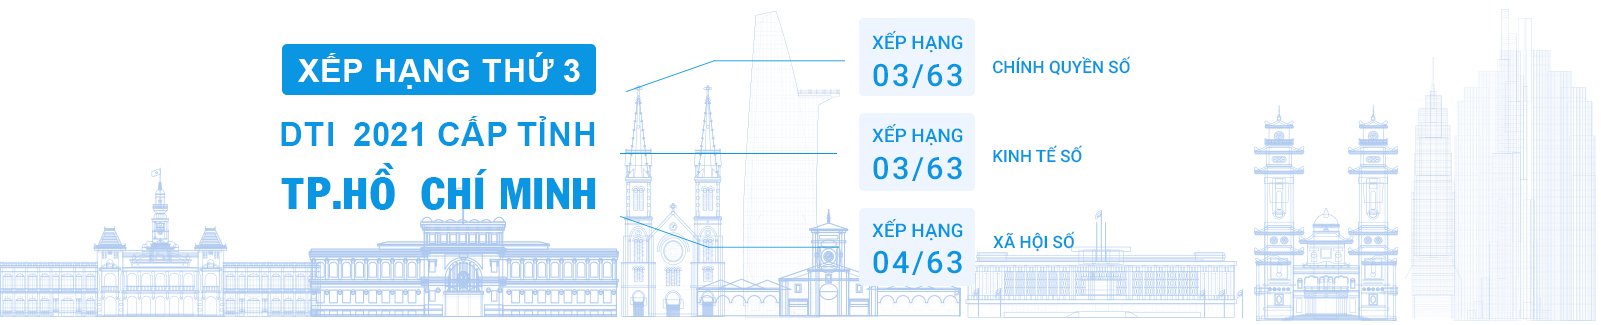 XẾP HẠNG THỨ 3
DTI 2021 CẤP TỈNH
TP.HỒ CHÍ MINH
XẾP HẠNG
03/63
CHÍNH QUYỀN SỐ
XẾP HẠNG
03/63
KINH TẾ SỐ
XẾP HẠNG
04/63
XÃ HỘI SỐ